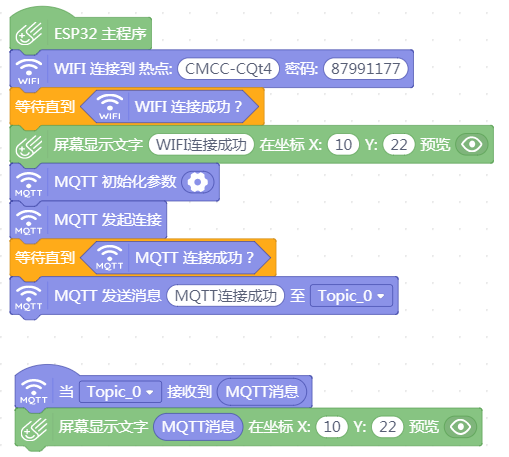 ESP32 主程序
WIFI WIFI 连接到 热点: CMCC-CQt4 密码: 87991177
等待直到 WIFI WIFI 连接成功？
屏幕显示文字 WIFI连接成功 在坐标 X: 10 Y: 22 预览
MQTT MQTT 初始化参数
MQTT MQTT 发起连接
等待直到 MQTT MQTT 连接成功？
MQTT MQTT 发送消息 MQTT连接成功 至 Topic_0
MQTT 当 Topic_0 接收到 MQTT消息
屏幕显示文字 MQTT消息 在坐标 X: 10 Y: 22 预览